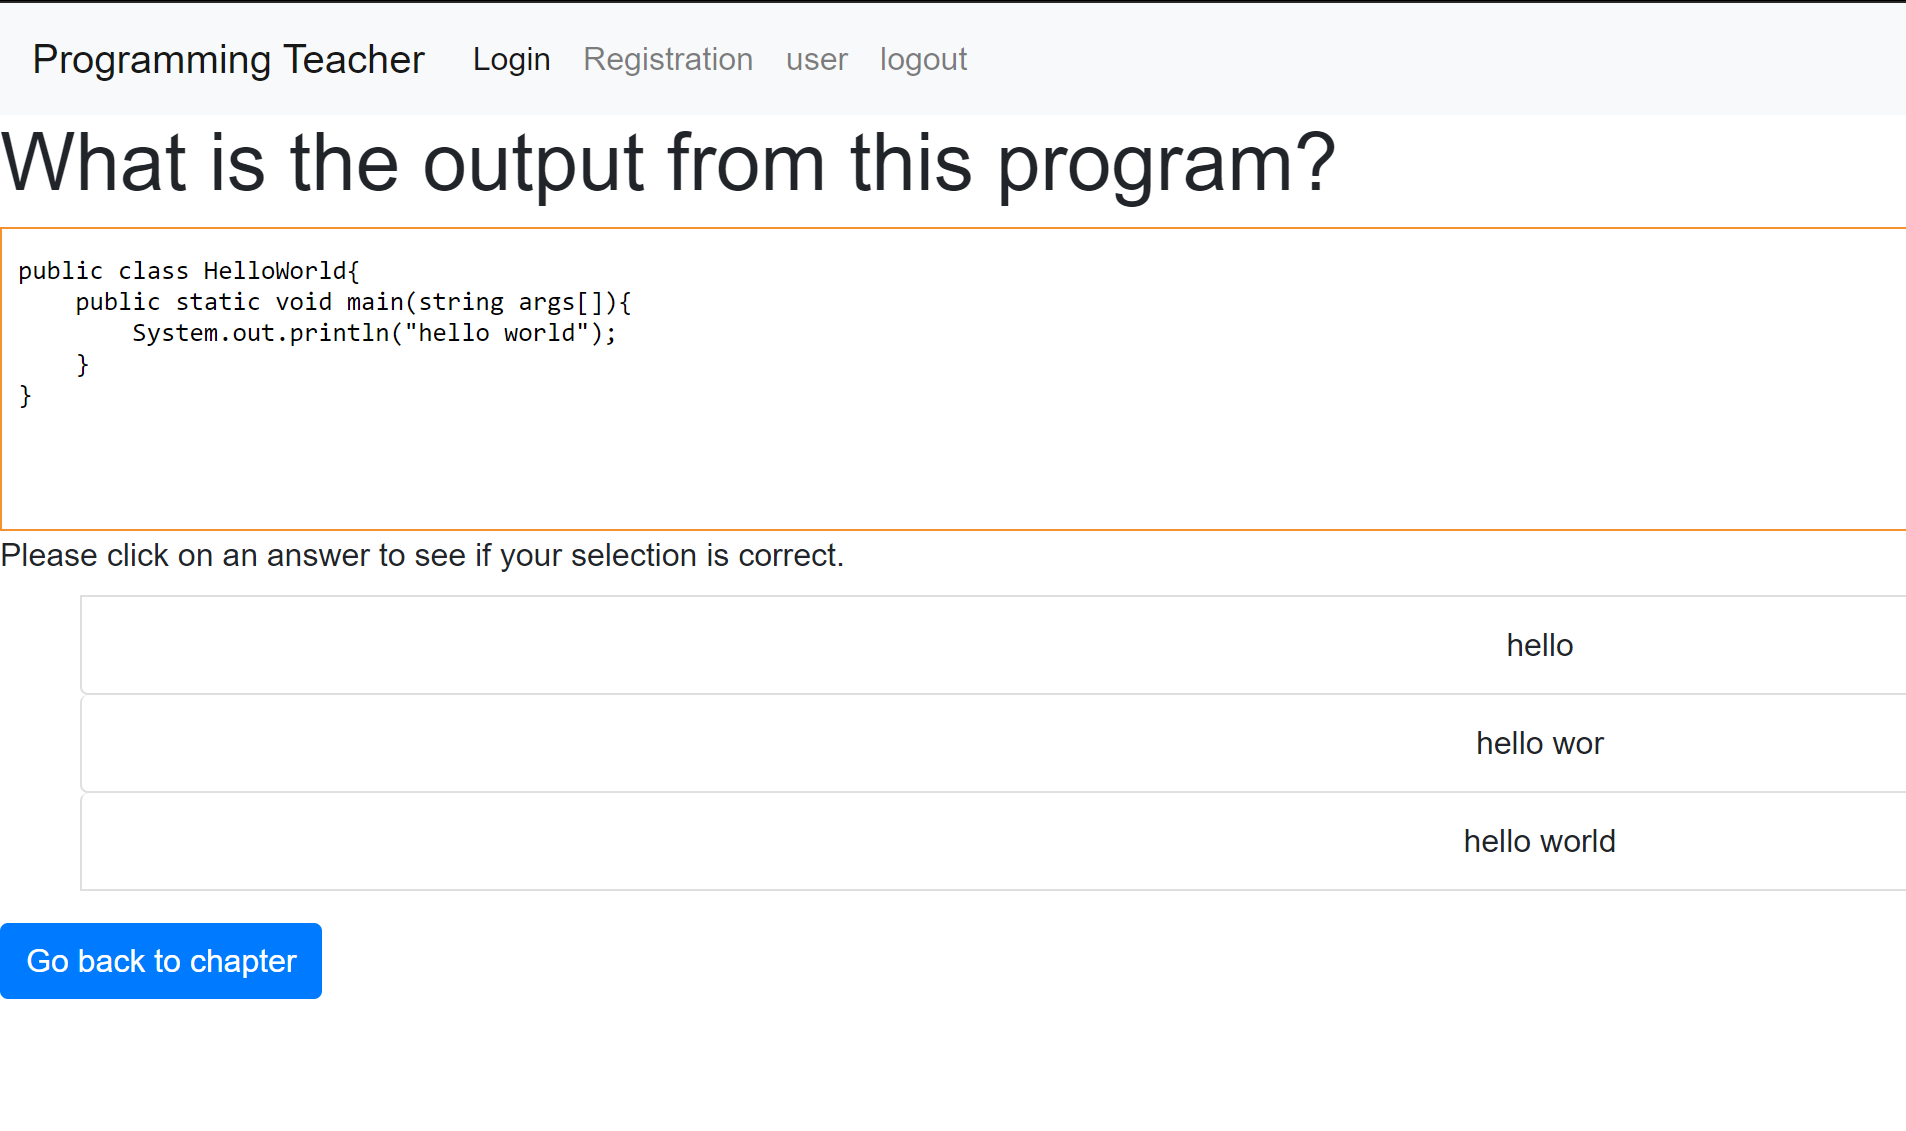 Programming Teacher Login Registration user logout
What is the output from this program?
public class HelloWorld{
    public static void main(string args[]){
        System.out.println("hello world");
    }
}
Please click on an answer to see if your selection is correct.
hello
hello wor
hello world
Go back to chapter